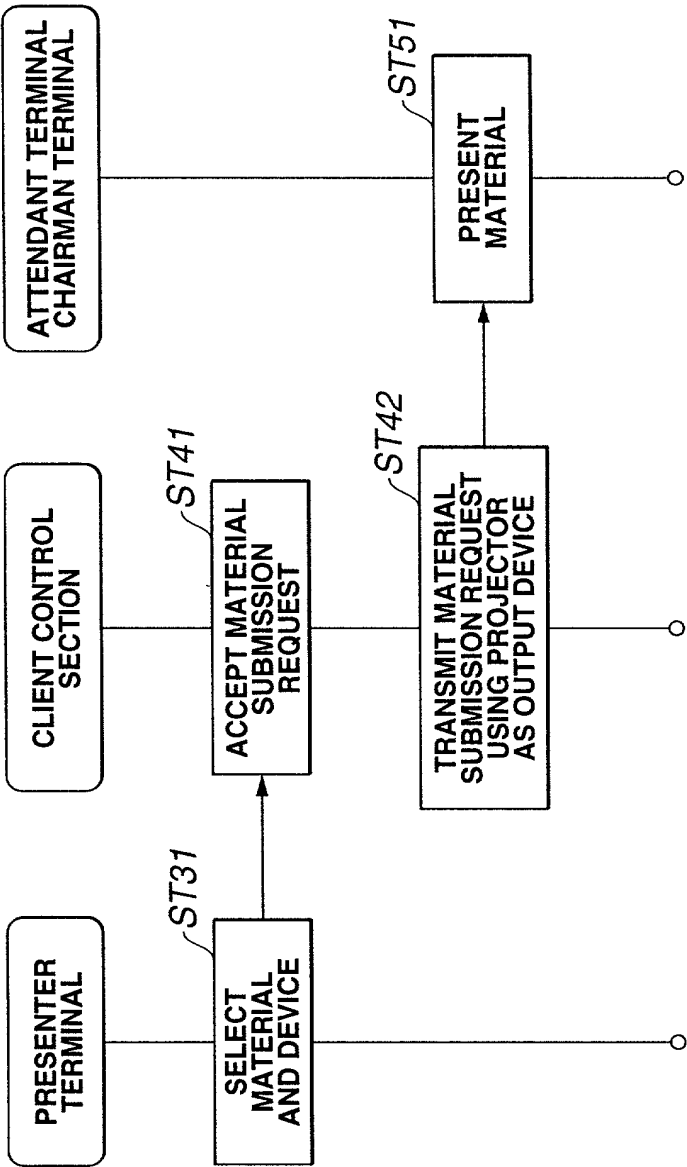 PRESENTER
TERMINAL
CLIENT CONTROL
SECTION
ATTENDANT TERMINAL
CHAIRMAN TERMINAL
ST31
SELECT
MATERIAL
AND DEVICE
ST41
ACCEPT MATERIAL
SUBMISSION
REQUEST
ST42
TRANSMIT MATERIAL
SUBMISSION REQUEST
USING PROJECTOR
AS OUTPUT DEVICE
ST51
PRESENT
MATERIAL